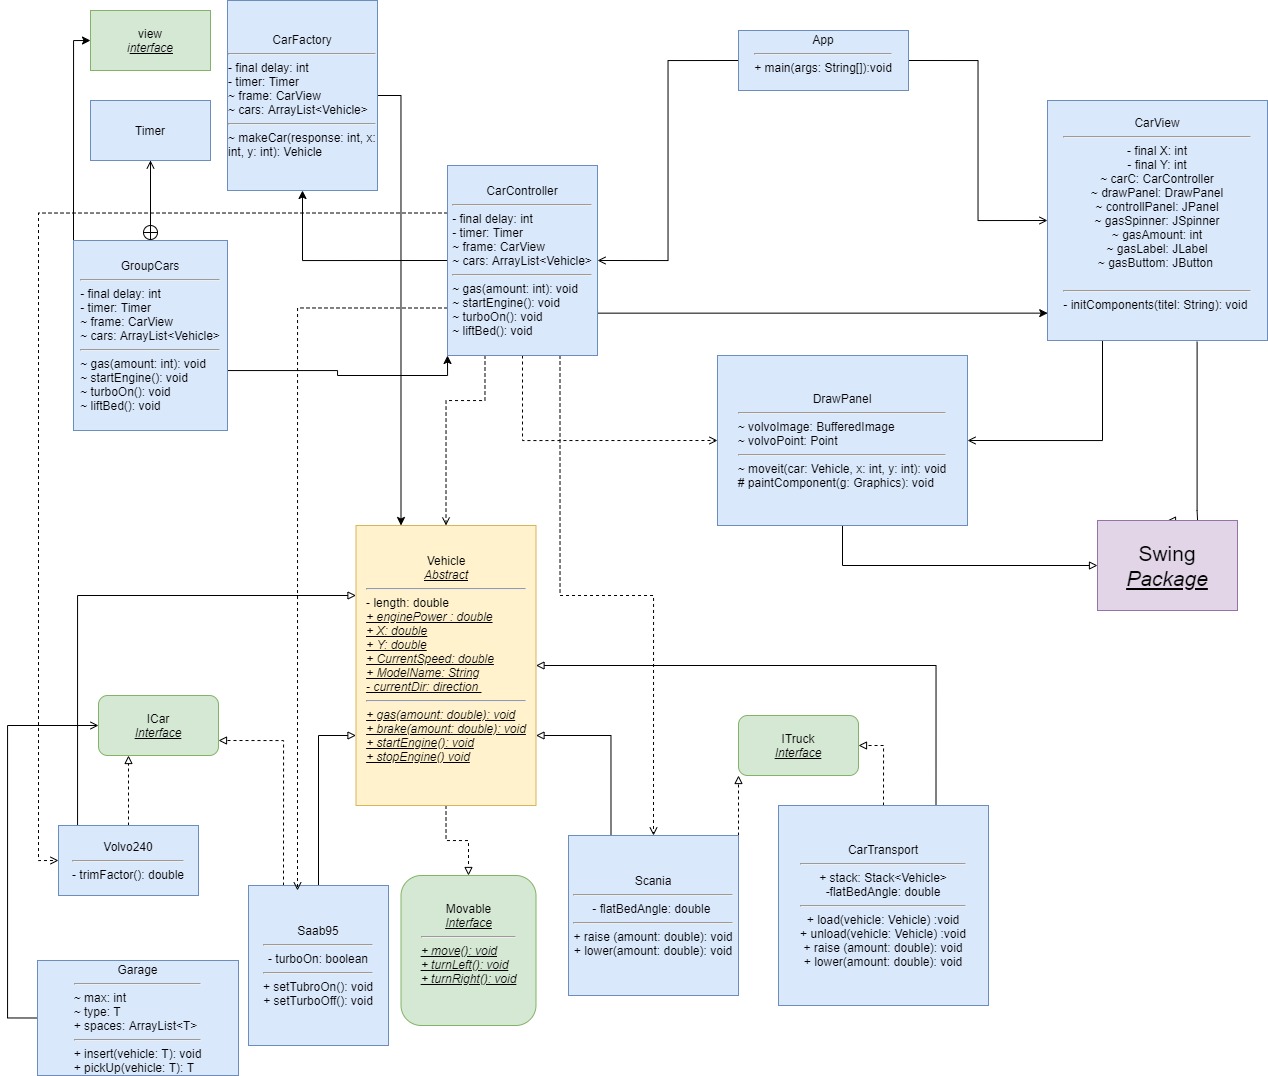 view
interface
CarFactory
- final delay: int
- timer: Timer
~ frame: CarView
~ cars: ArrayList<Vehicle>
~ makeCar(response: int, x:
int, y: int): Vehicle
App
+ main(args: String[]):void
Timer
CarView
- final X: int
- final Y: int
~ carC: CarController
~ drawPanel: DrawPanel
~ controllPanel: JPanel
~ gasSpinner: JSpinner
~ gasAmount: int
~ gasLabel: JLabel
~ gasButtom: JButton
- initComponents(titel: String): void
CarController
- final delay: int
- timer: Timer
~ frame: CarView
~ cars: ArrayList<Vehicle>
~ gas(amount: int): void
~ startEngine(): void
~ turboOn(): void
~ liftBed(): void
GroupCars
- final delay: int
- timer: Timer
~ frame: CarView
~ cars: ArrayList<Vehicle>
~ gas(amount: int): void
~ startEngine(): void
~ turboOn(): void
~ liftBed(): void
DrawPanel
~ volvoImage: BufferedImage
~ volvoPoint: Point
~ moveit(car: Vehicle, x: int, y: int): void
# paintComponent(g: Graphics): void
Swing
Package
Vehicle
Abstract
- length: double
+ enginePower : double
+ X: double
+ Y: double
+ CurrentSpeed: double
+ ModelName: String
- currentDir: direction
+ gas(amount: double): void
+ brake(amount: double): void
+ startEngine(): void
+ stopEngine() void
ICar
Interface
ITruck
Interface
Volvo240
- trimFactor(): double
Saab95
- turboOn: boolean
+ setTubroOn(): void
+ setTurboOff(): void
Movable
Interface
+ move(): void
+ turnLeft(): void
+ turnRight(): void
Scania
- flatBedAngle: double
+ raise (amount: double): void
+ lower(amount: double): void
CarTransport
+ stack: Stack<Vehicle>
-flatBedAngle: double
+ load(vehicle: Vehicle) :void
+ unload(vehicle: Vehicle) :void
+ raise (amount: double): void
+ lower(amount: double): void
Garage
~ max: int
~ type: T
+ spaces: ArrayList<T>
+ insert(vehicle: T): void
+ pickUp(vehicle: T): T